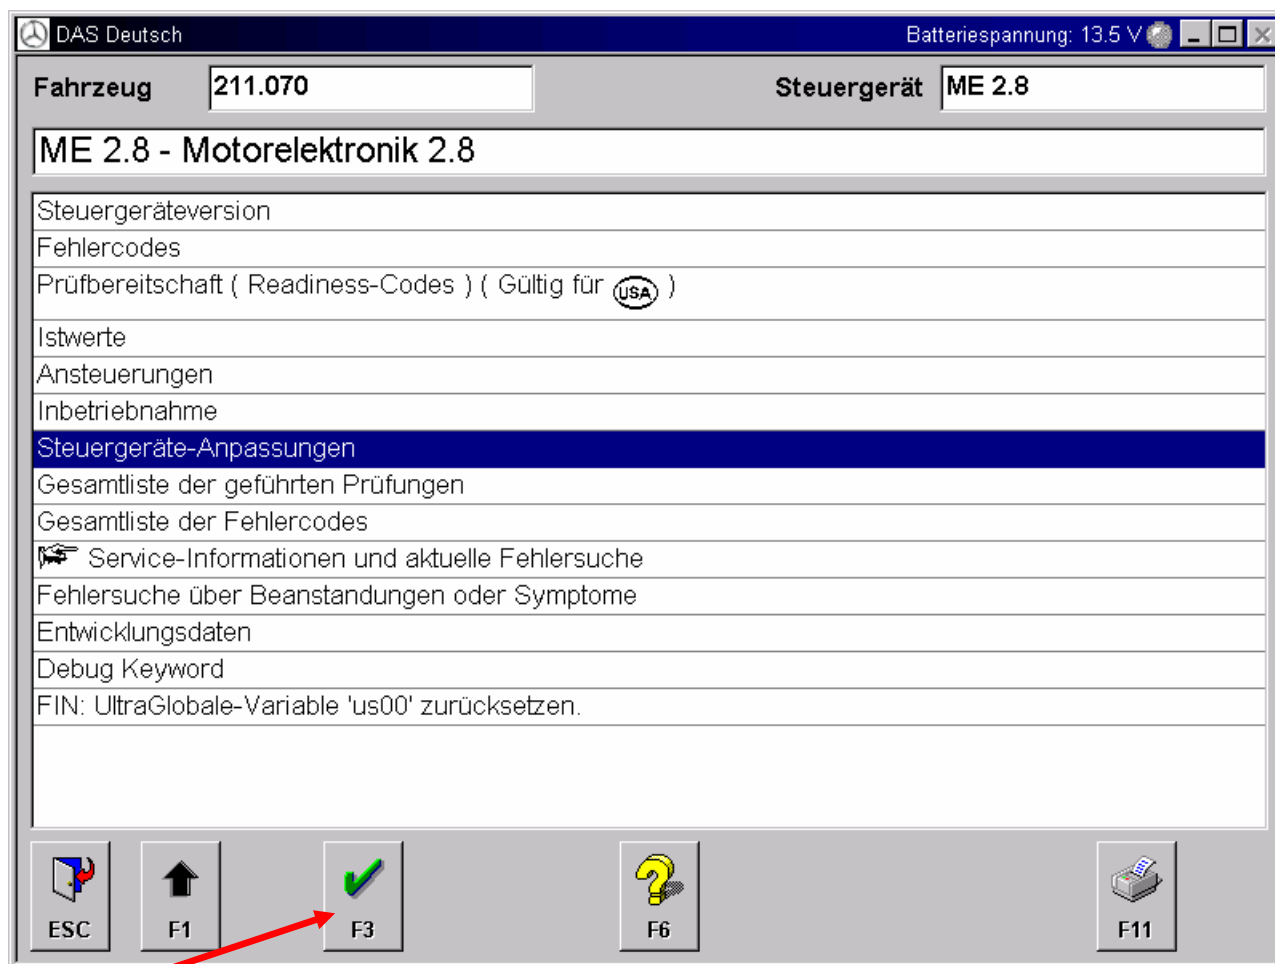 DAS Deutsch Batteriespannung: 13.5 V
Fahrzeug 211.070 Steuergerät ME 2.8
ME 2.8 - Motorelektronik 2.8
Steuergeräteversion
Fehlercodes
Prüfbereitschaft ( Readiness-Codes ) ( Gültig für USA )
Istwerte
Ansteuerungen
Inbetriebnahme
Steuergeräte-Anpassungen
Gesamtliste der geführten Prüfungen
Gesamtliste der Fehlercodes
Service-Informationen und aktuelle Fehlersuche
Fehlersuche über Beanstandungen oder Symptome
Entwicklungsdaten
Debug Keyword
FIN: UltraGlobale-Variable 'us00' zurücksetzen.
ESC F1 F3 F6 F11